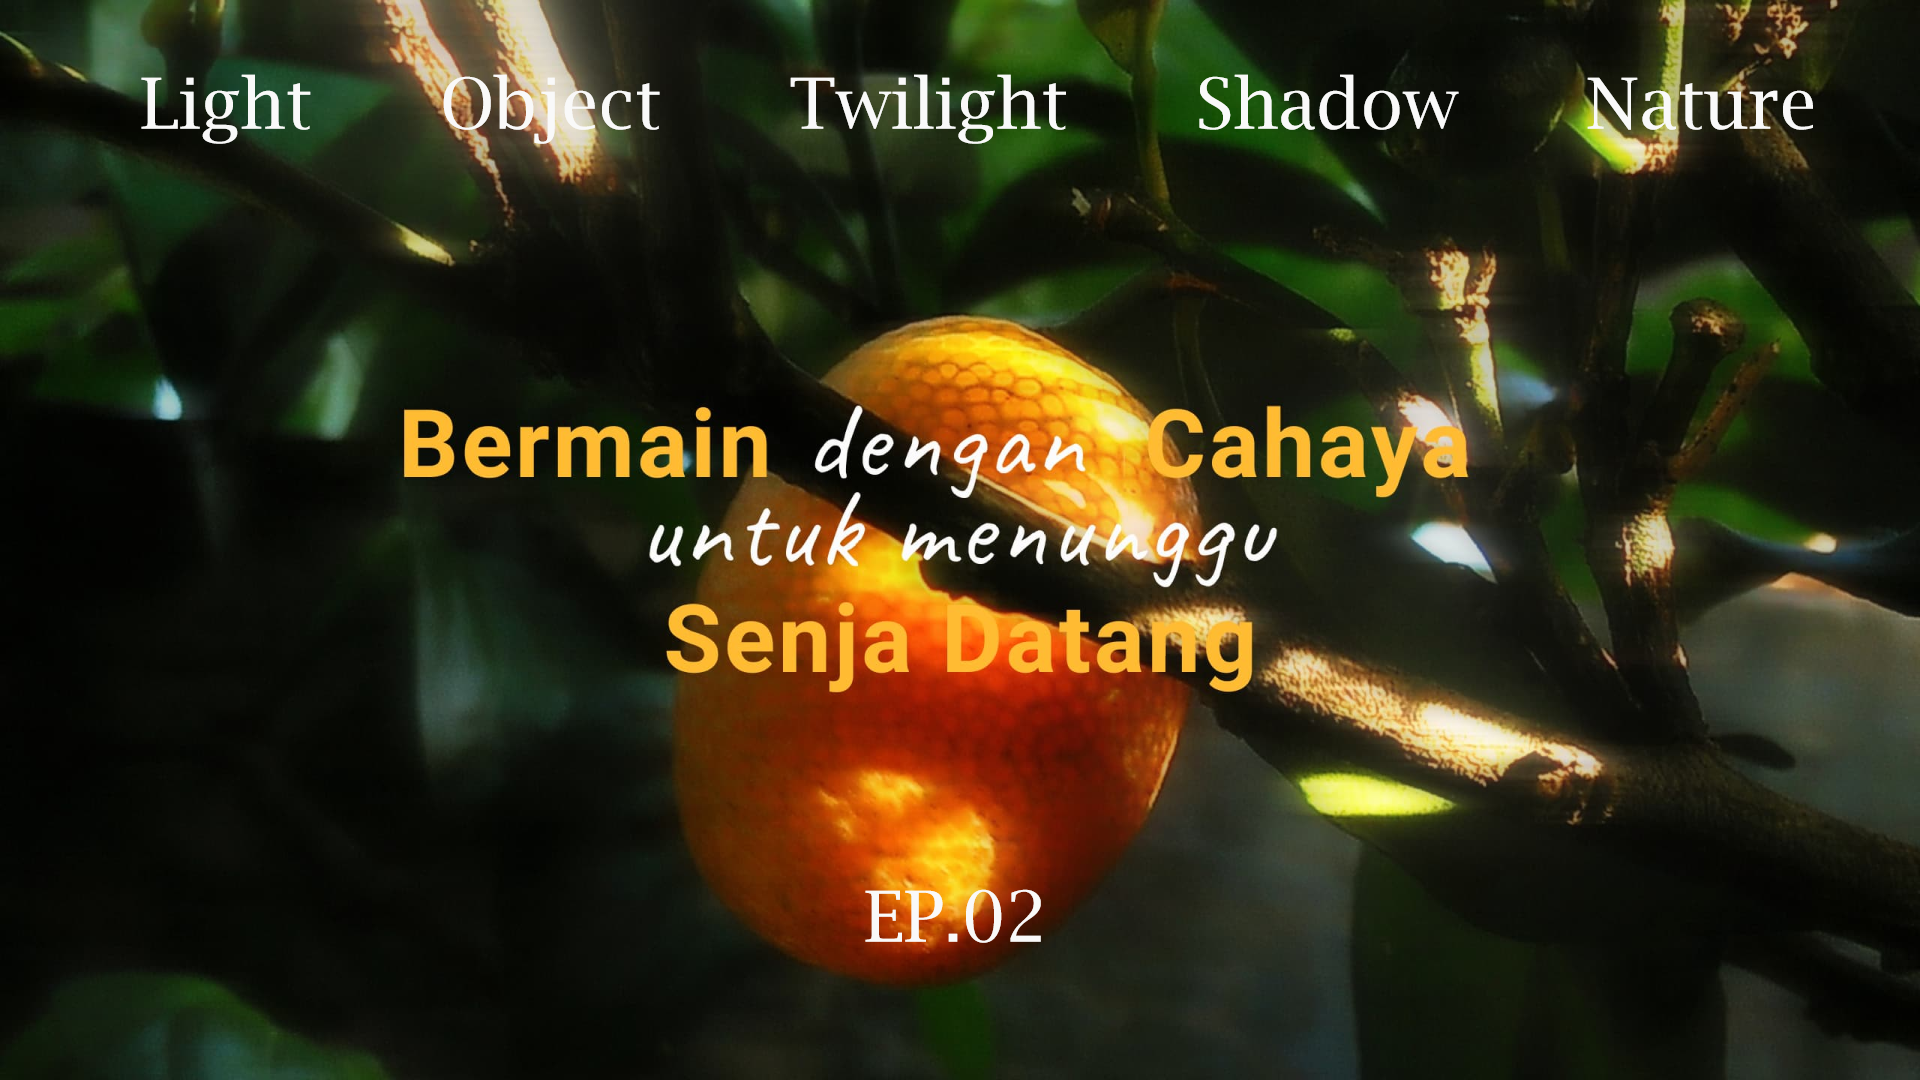 Light Object Twilight Shadow Nature
Bermain dengan Cahaya
untuk menunggu
Senja Datang
EP.02